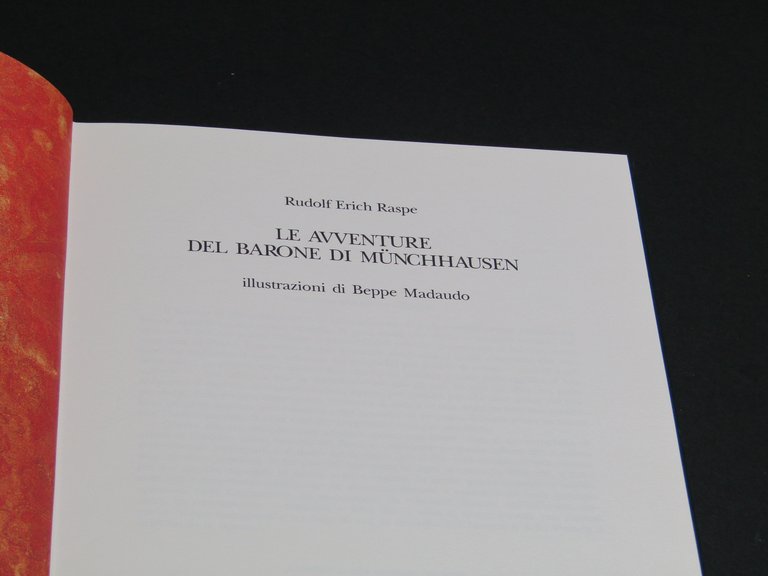 Rudolf Erich Raspe
LE AVVENTURE
DEL BARONE DI MÜNCHHAUSEN
illustrazioni di Beppe Madaudo